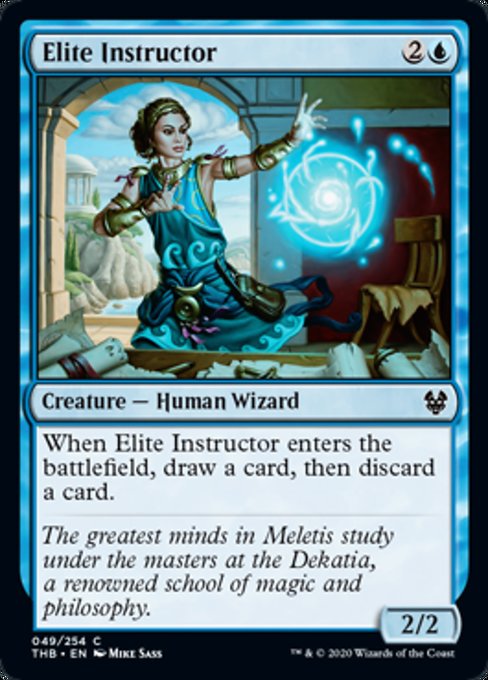 Elite Instructor 2
Creature — Human Wizard
When Elite Instructor enters the
battlefield, draw a card, then discard
a card.
The greatest minds in Meletis study
under the masters at the Dekatia,
a renowned school of magic and
philosophy.
2/2
049/254 C
THB • EN Mike Sass
™ & © 2020 Wizards of the Coast